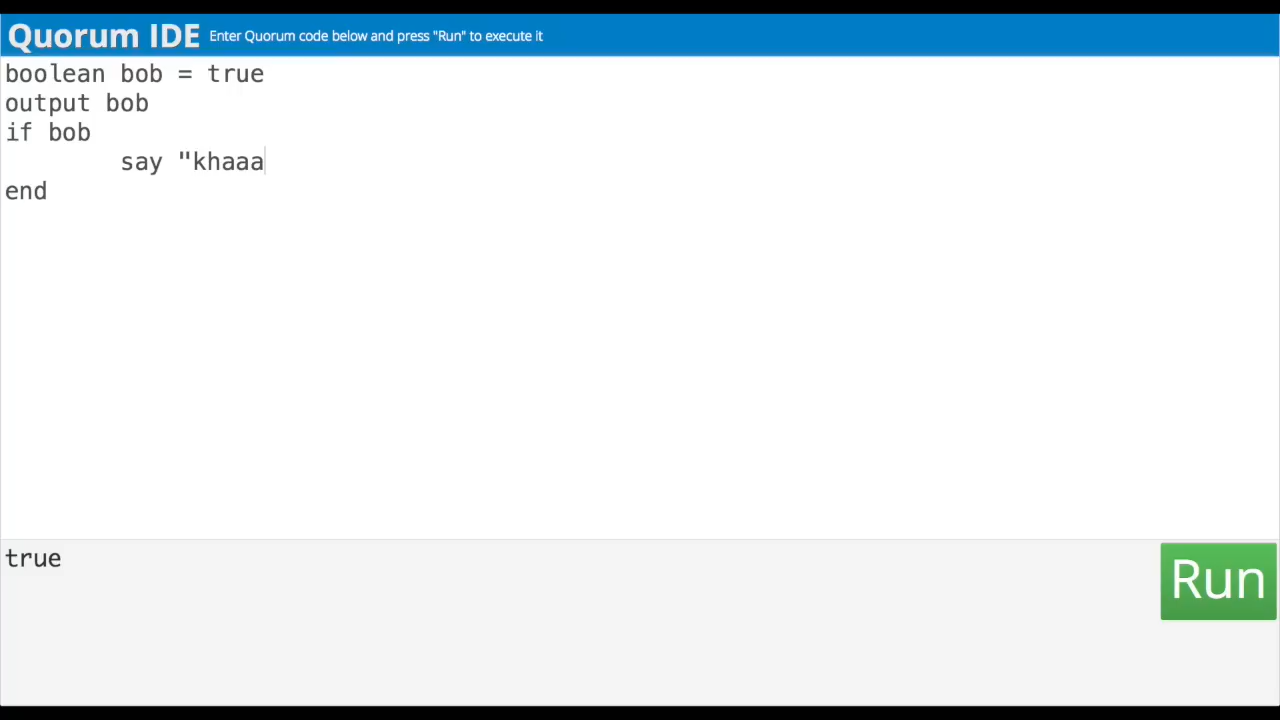 Quorum IDE Enter Quorum code below and press "Run" to execute it
boolean bob = true
output bob
if bob
        say "khaaa
end
true
Run